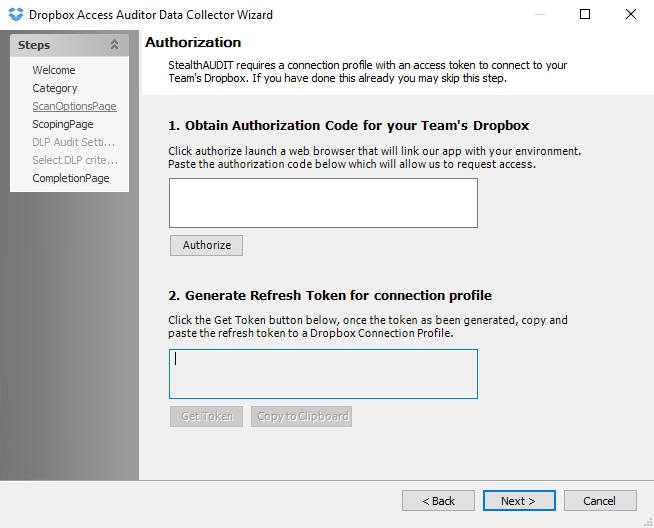 Dropbox Access Auditor Data Collector Wizard
Steps
Welcome
Category
ScanOptionsPage
ScopingPage
DLP Audit Setti...
Select DLP crite...
CompletionPage
Authorization
StealthAUDIT requires a connection profile with an access token to connect to your
Team's Dropbox. If you have done this already you may skip this step.
1. Obtain Authorization Code for your Team's Dropbox
Click authorize launch a web browser that will link our app with your environment.
Paste the authorization code below which will allow us to request access.
Authorize
2. Generate Refresh Token for connection profile
Click the Get Token button below, once the token as been generated, copy and
paste the refresh token to a Dropbox Connection Profile.
Get Token
Copy to Clipboard
< Back
Next >
Cancel